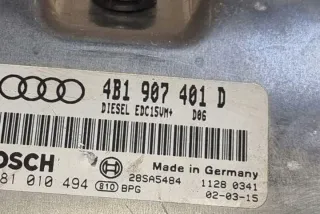 4B1 907 401 D
DIESEL EDC15VM+ D06
OSCH
Made in Germany
81 010 494 810 BPG
28SA5484
1128 0341
02-03-15